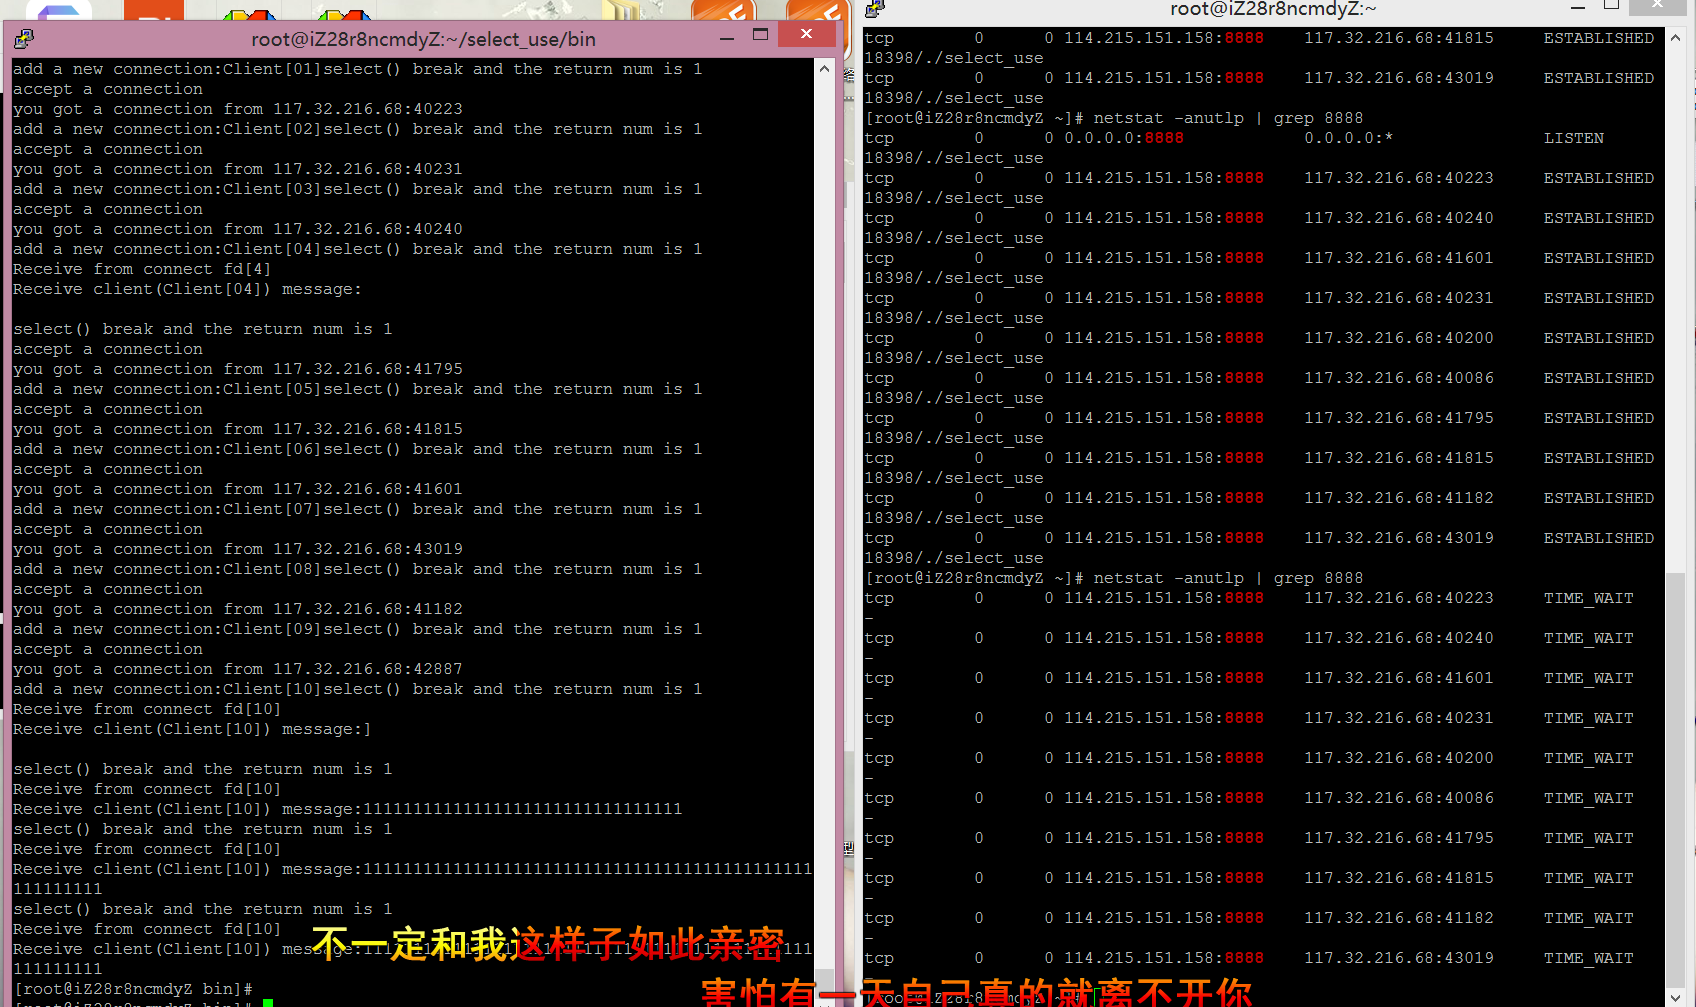 root@iZ28r8ncmdyZ:~/select_use/bin
add a new connection:Client[01]select() break and the return num is 1
accept a connection
you got a connection from 117.32.216.68:40223
add a new connection:Client[02]select() break and the return num is 1
accept a connection
you got a connection from 117.32.216.68:40231
add a new connection:Client[03]select() break and the return num is 1
accept a connection
you got a connection from 117.32.216.68:40240
add a new connection:Client[04]select() break and the return num is 1
Receive from connect fd[4]
Receive client(Client[04]) message:
select() break and the return num is 1
accept a connection
you got a connection from 117.32.216.68:41795
add a new connection:Client[05]select() break and the return num is 1
accept a connection
you got a connection from 117.32.216.68:41815
add a new connection:Client[06]select() break and the return num is 1
accept a connection
you got a connection from 117.32.216.68:41601
add a new connection:Client[07]select() break and the return num is 1
accept a connection
you got a connection from 117.32.216.68:43019
add a new connection:Client[08]select() break and the return num is 1
accept a connection
you got a connection from 117.32.216.68:41182
add a new connection:Client[09]select() break and the return num is 1
accept a connection
you got a connection from 117.32.216.68:42887
add a new connection:Client[10]select() break and the return num is 1
Receive from connect fd[10]
Receive client(Client[10]) message:]
select() break and the return num is 1
Receive from connect fd[10]
Receive client(Client[10]) message:11111111111111111111111111111111
select() break and the return num is 1
Receive from connect fd[10]
Receive client(Client[10]) message:111111111111111111111111111111111111111111111
111111111
select() break and the return num is 1
Receive from connect fd[10]
Receive client(Client[10]) message:
111111111
[root@iZ28r8ncmdyZ bin]#
不一定和我这样子如此亲密
害怕有一天自己真的就离不开你
root@iZ28r8ncmdyZ:~
tcp 0 0 114.215.151.158:8888 117.32.216.68:41815 ESTABLISHED
18398/./select_use
tcp 0 0 114.215.151.158:8888 117.32.216.68:43019 ESTABLISHED
18398/./select_use
[root@iZ28r8ncmdyZ ~]# netstat -anutlp | grep 8888
tcp 0 0 0.0.0.0:8888 0.0.0.0:* LISTEN
18398/./select_use
tcp 0 0 114.215.151.158:8888 117.32.216.68:40223 ESTABLISHED
18398/./select_use
tcp 0 0 114.215.151.158:8888 117.32.216.68:40240 ESTABLISHED
18398/./select_use
tcp 0 0 114.215.151.158:8888 117.32.216.68:41601 ESTABLISHED
18398/./select_use
tcp 0 0 114.215.151.158:8888 117.32.216.68:40231 ESTABLISHED
18398/./select_use
tcp 0 0 114.215.151.158:8888 117.32.216.68:40200 ESTABLISHED
18398/./select_use
tcp 0 0 114.215.151.158:8888 117.32.216.68:40086 ESTABLISHED
18398/./select_use
tcp 0 0 114.215.151.158:8888 117.32.216.68:41795 ESTABLISHED
18398/./select_use
tcp 0 0 114.215.151.158:8888 117.32.216.68:41815 ESTABLISHED
18398/./select_use
tcp 0 0 114.215.151.158:8888 117.32.216.68:41182 ESTABLISHED
18398/./select_use
tcp 0 0 114.215.151.158:8888 117.32.216.68:43019 ESTABLISHED
18398/./select_use
[root@iZ28r8ncmdyZ ~]# netstat -anutlp | grep 8888
tcp 0 0 114.215.151.158:8888 117.32.216.68:40223 TIME_WAIT
-
tcp 0 0 114.215.151.158:8888 117.32.216.68:40240 TIME_WAIT
-
tcp 0 0 114.215.151.158:8888 117.32.216.68:41601 TIME_WAIT
-
tcp 0 0 114.215.151.158:8888 117.32.216.68:40231 TIME_WAIT
-
tcp 0 0 114.215.151.158:8888 117.32.216.68:40200 TIME_WAIT
-
tcp 0 0 114.215.151.158:8888 117.32.216.68:40086 TIME_WAIT
-
tcp 0 0 114.215.151.158:8888 117.32.216.68:41795 TIME_WAIT
-
tcp 0 0 114.215.151.158:8888 117.32.216.68:41815 TIME_WAIT
-
tcp 0 0 114.215.151.158:8888 117.32.216.68:41182 TIME_WAIT
-
tcp 0 0 114.215.151.158:8888 117.32.216.68:43019 TIME_WAIT